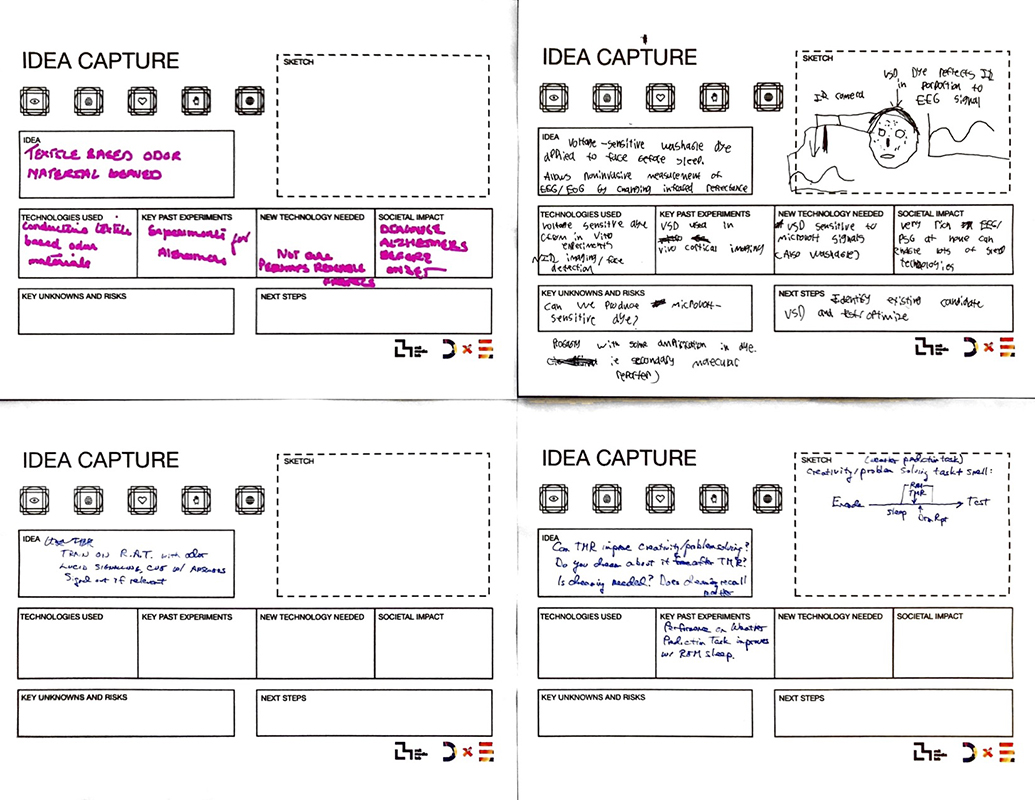 IDEA CAPTURE
SKETCH
IDEA
TEXTILE BASED ODOR
MATERIAL WEAVED
TECHNOLOGIES USED
Conductive textile
based odor
materials
KEY PAST EXPERIMENTS
Experiments for
Alzheimers
NEW TECHNOLOGY NEEDED
Not sure
Perhaps
SOCIETAL IMPACT
DIAGNOSE
ALZHEIMERS
BEFORE
ONSET
KEY UNKNOWNS AND RISKS
NEXT STEPS
IDEA CAPTURE
SKETCH
VSD Dye reflects IR
in porportion to
EEG signal
IR camera
IDEA
Voltage-sensitive washable dye
applied to face before sleep.
Allows noninvasive measurement of
EEG/EOG by changing infrared reflectance
TECHNOLOGIES USED
Voltage sensitive dye
in vivo
experiments
imaging/face
detection
KEY PAST EXPERIMENTS
VSD used in
vivo cortical imaging
NEW TECHNOLOGY NEEDED
VSD sensitive to
microvolt signals
(Also washable)
SOCIETAL IMPACT
very EEG/
PSG at home can
enable lots of sleep
technologies
KEY UNKNOWNS AND RISKS
Can we produce microvolt-
sensitive dye?
Possibly with some amplification in dye.
ie secondary molecular
reporter)
NEXT STEPS
Identify existing candidate
VSD and test/optimize
IDEA CAPTURE
SKETCH
IDEA
TRAIN ON R.A.T. with odor
LUCID SIGNALLING, CUE w/
Signal out if relevant
TECHNOLOGIES USED
KEY PAST EXPERIMENTS
NEW TECHNOLOGY NEEDED
SOCIETAL IMPACT
KEY UNKNOWNS AND RISKS
NEXT STEPS
IDEA CAPTURE
SKETCH
(weather prediction task)
Creativity/problem solving task + smell:
REM
TMR
Encode
Test
sleep
Drm Rpt
IDEA
Can TMR improve creativity/problem solving?
Do you dream about it after TMR?
Is dreaming needed? Does dreaming recall
matter
TECHNOLOGIES USED
KEY PAST EXPERIMENTS
Performance on Weather
Prediction Task improves
w/ REM sleep.
NEW TECHNOLOGY NEEDED
SOCIETAL IMPACT
KEY UNKNOWNS AND RISKS
NEXT STEPS